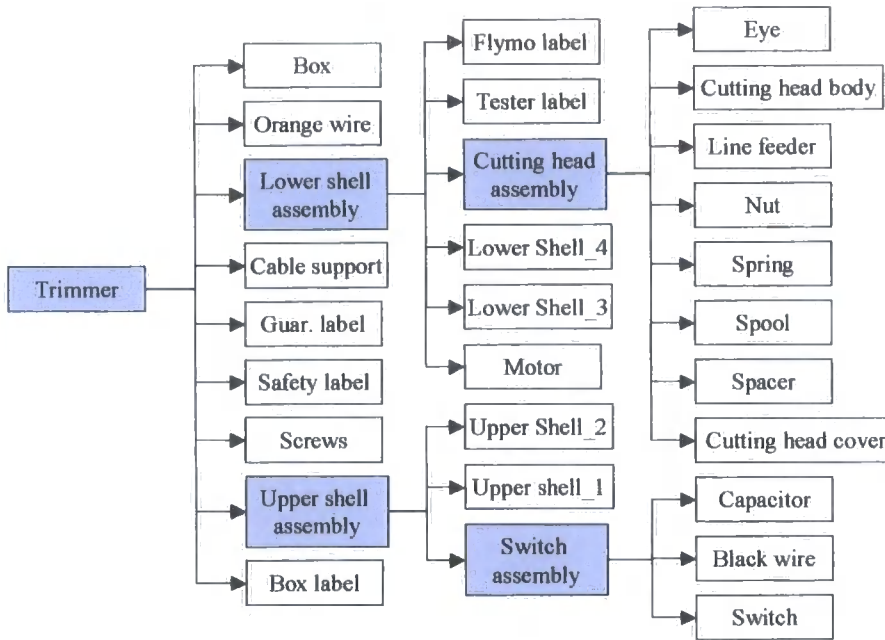 Trimmer
Box
Orange wire
Lower shell
assembly
Cable support
Guar. label
Safety label
Screws
Upper shell
assembly
Box label
Flymo label
Tester label
Cutting head
assembly
Lower Shell_4
Lower Shell_3
Motor
Upper Shell_2
Upper shell_1
Switch
assembly
Eye
Cutting head body
Line feeder
Nut
Spring
Spool
Spacer
Cutting head cover
Capacitor
Black wire
Switch